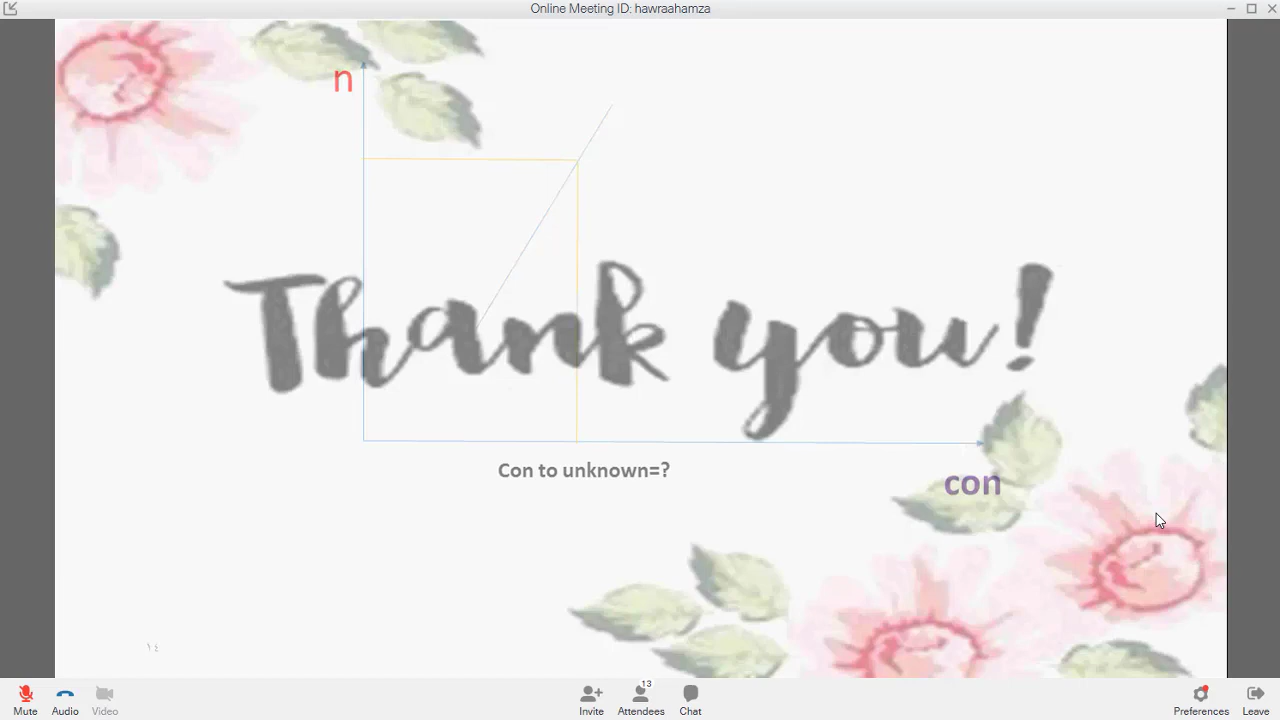 Online Meeting ID: hawraahamza
n
Thank you!
Con to unknown=?
con
١٤
13
Mute
Audio
Video
Invite
Attendees
Chat
Preferences
Leave